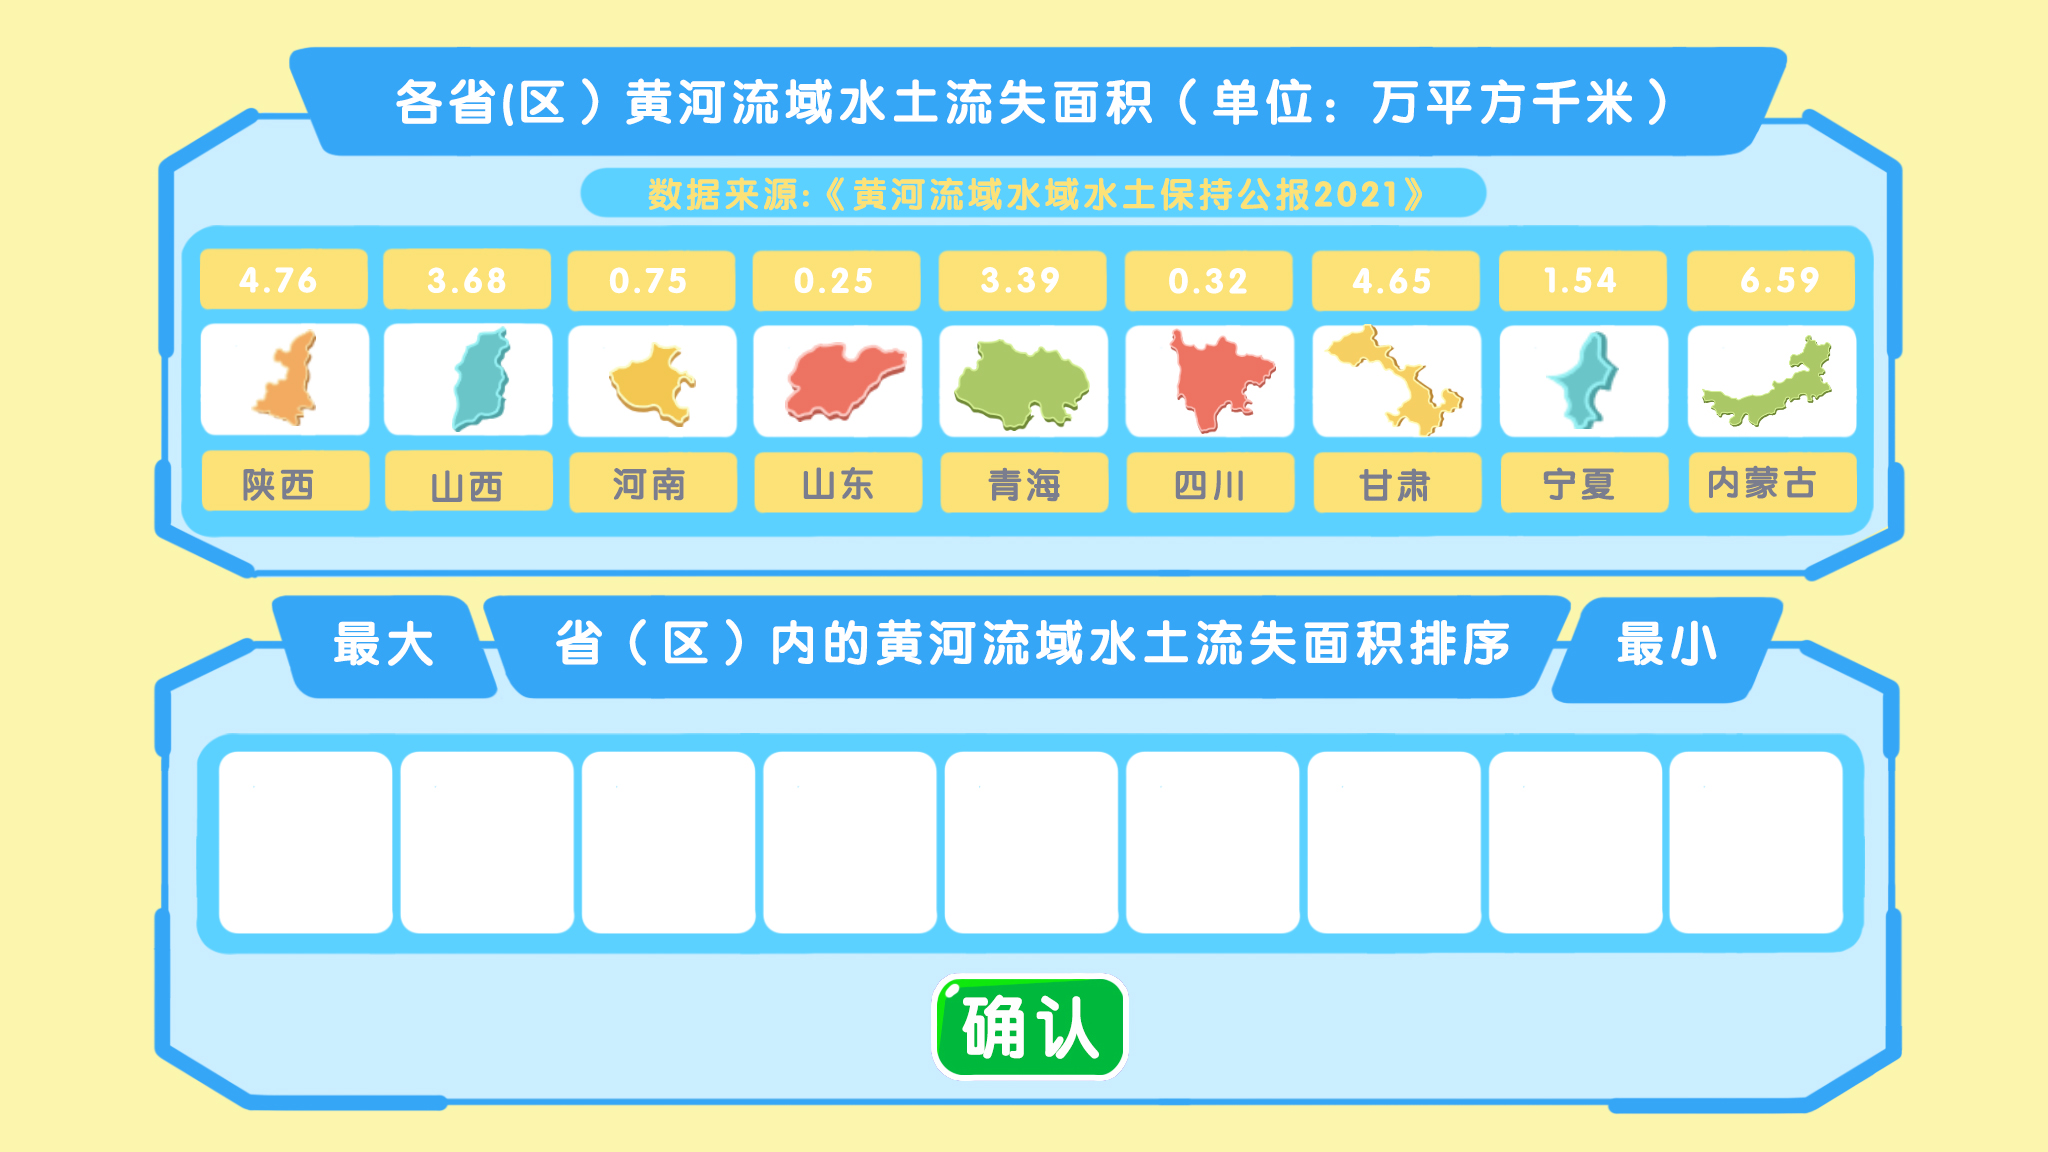 各省(区）黄河流域水土流失面积（单位：万平方千米）
数据来源:《黄河流域水域水土保持公报2021》
4.76 3.68 0.75 0.25 3.39 0.32 4.65 1.54 6.59
陕西 山西 河南 山东 青海 四川 甘肃 宁夏 内蒙古
最大 省（区）内的黄河流域水土流失面积排序 最小
确认